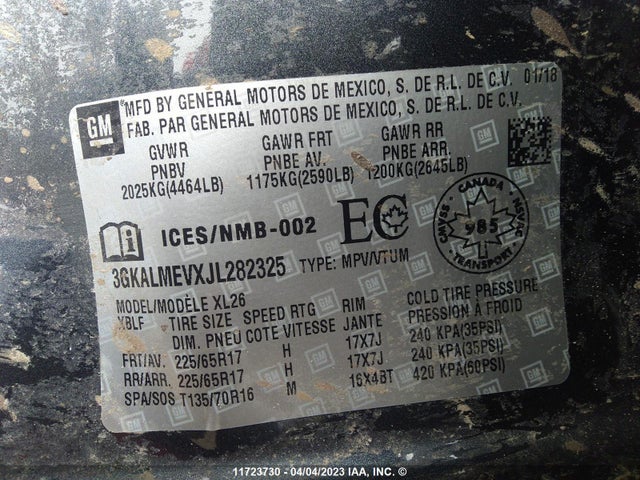 GM
*MFD BY GENERAL MOTORS DE MEXICO, S. DE R.L. DE C.V. 01/18
FAB. PAR GENERAL MOTORS DE MEXICO, S. DE R.L. DE C.V.
GVWR GAWR FRT GAWR RR
PNBV PNBE AV. PNBE ARR.
2025KG(4464LB) 1175KG(2590LB) 1200KG(2645LB)
ICES/NMB-002 EC
CANADA
CMVSS 985 NSVAC
3GKALMEVXJL282325 TYPE: MPV/VTUM
MODEL/MODÈLE XL26
XBLF TIRE SIZE SPEED RTG RIM COLD TIRE PRESSURE
DIM. PNEU COTE VITESSE JANTE PRESSION À FROID
FRT/AV. 225/65R17 H 17X7J 240 KPA(35PSI)
RR/ARR. 225/65R17 H 17X7J 240 KPA(35PSI)
SPA/SOS T135/70R16 M 16X4BT 420 KPA(60PSI)
11723730 - 04/04/2023 IAA, INC. ©